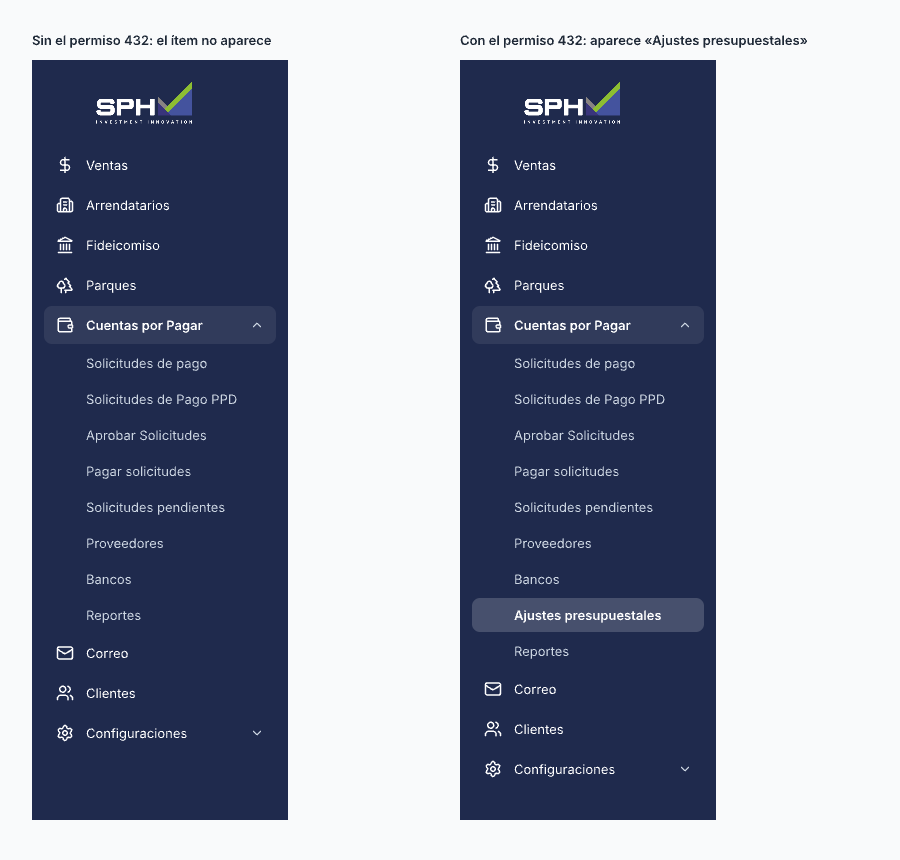 Sin el permiso 432: el ítem no aparece
SPH
INVESTMENT INNOVATION
Ventas
Arrendatarios
Fideicomiso
Parques
Cuentas por Pagar
Solicitudes de pago
Solicitudes de Pago PPD
Aprobar Solicitudes
Pagar solicitudes
Solicitudes pendientes
Proveedores
Bancos
Reportes
Correo
Clientes
Configuraciones
Con el permiso 432: aparece «Ajustes presupuestales»
SPH
INVESTMENT INNOVATION
Ventas
Arrendatarios
Fideicomiso
Parques
Cuentas por Pagar
Solicitudes de pago
Solicitudes de Pago PPD
Aprobar Solicitudes
Pagar solicitudes
Solicitudes pendientes
Proveedores
Bancos
Ajustes presupuestales
Reportes
Correo
Clientes
Configuraciones